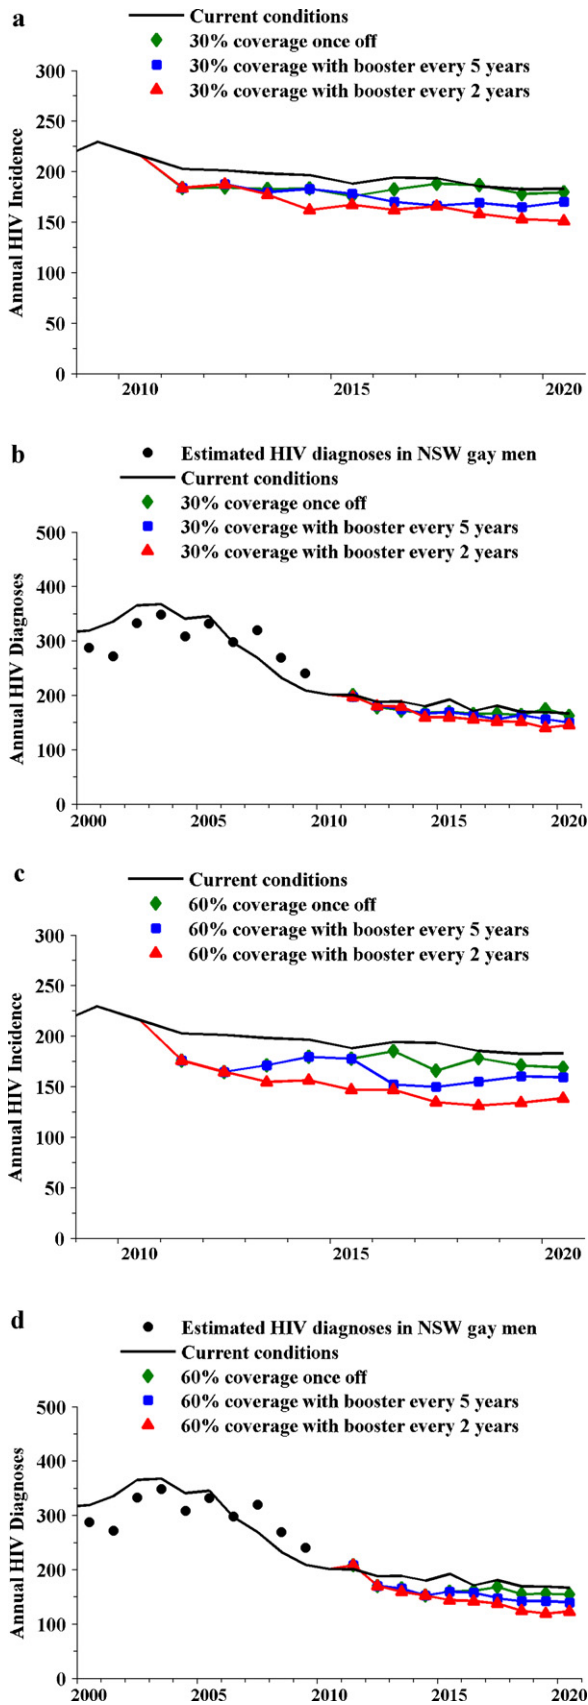 a
Current conditions
30% coverage once off
30% coverage with booster every 5 years
30% coverage with booster every 2 years
Annual HIV Incidence
300
250
200
150
100
50
0
2010
2015
2020
b
Estimated HIV diagnoses in NSW gay men
Current conditions
30% coverage once off
30% coverage with booster every 5 years
30% coverage with booster every 2 years
Annual HIV Diagnoses
500
400
300
200
100
0
2000
2005
2010
2015
2020
c
Current conditions
60% coverage once off
60% coverage with booster every 5 years
60% coverage with booster every 2 years
Annual HIV Incidence
300
250
200
150
100
50
0
2010
2015
2020
d
Estimated HIV diagnoses in NSW gay men
Current conditions
60% coverage once off
60% coverage with booster every 5 years
60% coverage with booster every 2 years
Annual HIV Diagnoses
500
400
300
200
100
0
2000
2005
2010
2015
2020